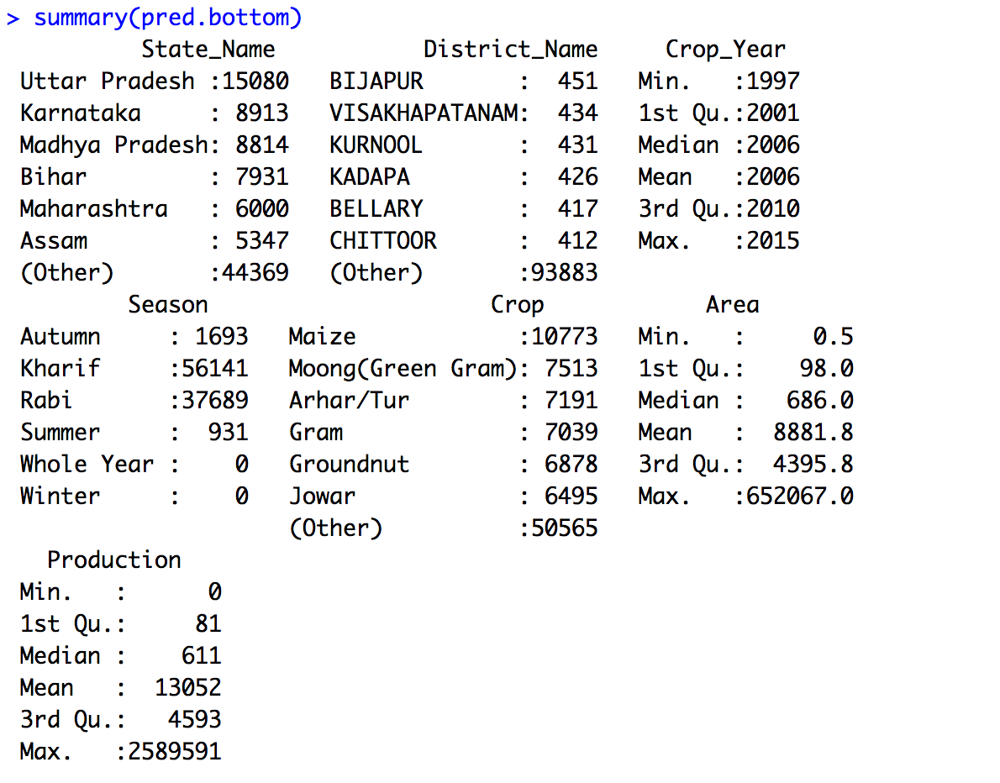 > summary(pred.bottom)
         State_Name           District_Name     Crop_Year
Uttar Pradesh :15080   BIJAPUR       :  451   Min.   :1997
Karnataka     : 8913   VISAKHAPATANAM:  434   1st Qu.:2001
Madhya Pradesh: 8814   KURNOOL       :  431   Median :2006
Bihar         : 7931   KADAPA        :  426   Mean   :2006
Maharashtra   : 6000   BELLARY       :  417   3rd Qu.:2010
Assam         : 5347   CHITTOOR      :  412   Max.   :2015
(Other)       :44369   (Other)       :93883
        Season                     Crop            Area
Autumn     : 1693   Maize            :10773   Min.   :     0.5
Kharif     :56141   Moong(Green Gram): 7513   1st Qu.:    98.0
Rabi       :37689   Arhar/Tur        : 7191   Median :   686.0
Summer     :  931   Gram             : 7039   Mean   :  8881.8
Whole Year :    0   Groundnut        : 6878   3rd Qu.:  4395.8
Winter     :    0   Jowar            : 6495   Max.   :652067.0
                    (Other)          :50565
  Production
Min.   :      0
1st Qu.:     81
Median :    611
Mean   :  13052
3rd Qu.:   4593
Max.   :2589591